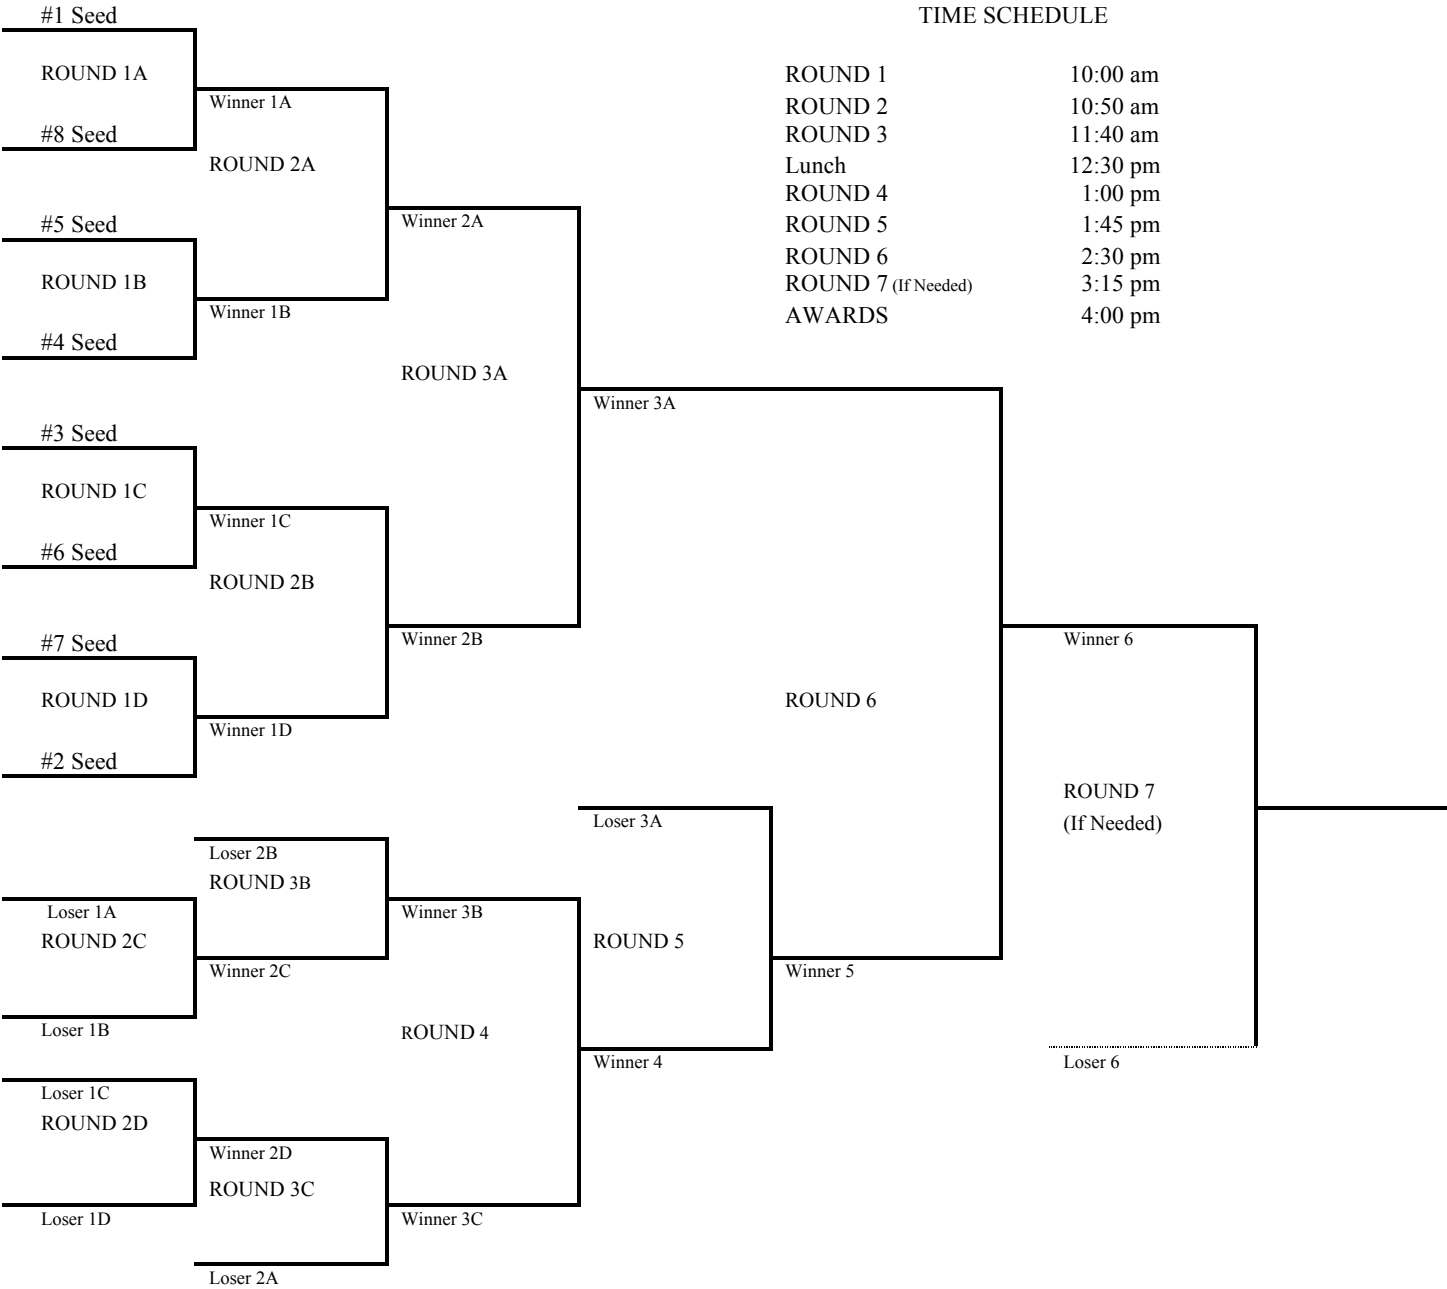 #1 Seed
TIME SCHEDULE
ROUND 1A
ROUND 1 10:00 am
Winner 1A
ROUND 2 10:50 am
#8 Seed
ROUND 3 11:40 am
ROUND 2A
Lunch 12:30 pm
ROUND 4 1:00 pm
#5 Seed
Winner 2A
ROUND 5 1:45 pm
ROUND 6 2:30 pm
ROUND 1B
ROUND 7 (If Needed) 3:15 pm
Winner 1B
AWARDS 4:00 pm
#4 Seed
ROUND 3A
Winner 3A
#3 Seed
ROUND 1C
Winner 1C
#6 Seed
ROUND 2B
#7 Seed
Winner 2B
Winner 6
ROUND 1D
ROUND 6
Winner 1D
#2 Seed
ROUND 7
(If Needed)
Loser 3A
Loser 2B
ROUND 3B
Loser 1A
Winner 3B
ROUND 2C
ROUND 5
Winner 2C
Winner 5
Loser 1B
ROUND 4
Winner 4
Loser 6
Loser 1C
ROUND 2D
Winner 2D
ROUND 3C
Loser 1D
Winner 3C
Loser 2A